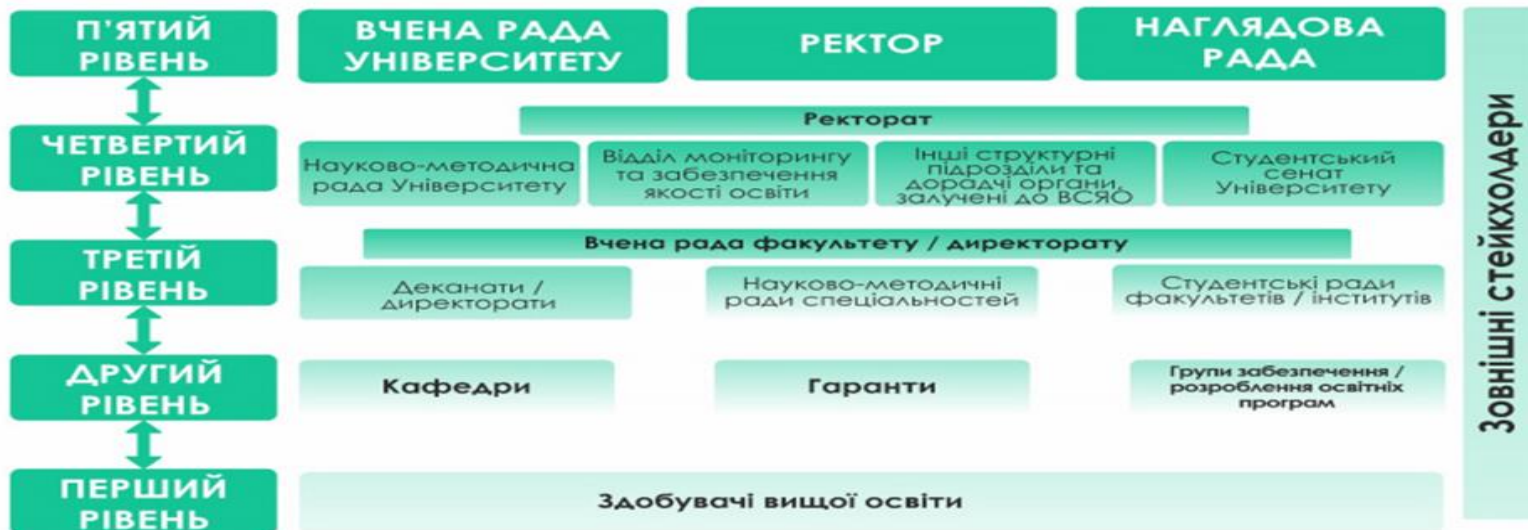 П'ЯТИЙ
РІВЕНЬ
ВЧЕНА РАДА
УНІВЕРСИТЕТУ
РЕКТОР
НАГЛЯДОВА
РАДА
Ректорат
ЧЕТВЕРТИЙ
РІВЕНЬ
Науково-методична
рада Університету
Відділ моніторингу
та забезпечення
якості освіти
Інші структурні
підрозділи та
дорадчі органи,
залучені до ВСЯО
Студентський
сенат
Університету
Вчена рада факультету / директорату
ТРЕТІЙ
РІВЕНЬ
Деканати /
директорати
Науково-методичні
ради спеціальностей
Студентські ради
факультетів / інститутів
ДРУГИЙ
РІВЕНЬ
Кафедри
Гаранти
Групи забезпечення /
розроблення освітніх
програм
ПЕРШИЙ
РІВЕНЬ
Здобувачі вищої освіти
Зовнішні стейкхолдери